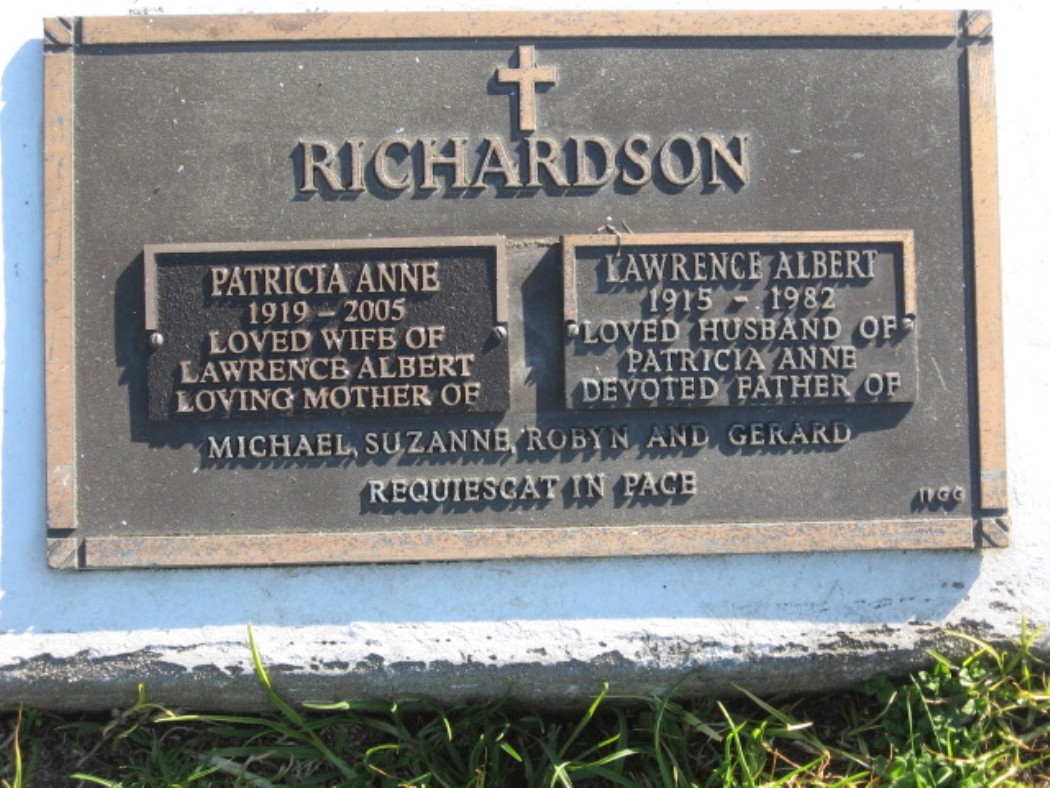 RICHARDSON
PATRICIA ANNE
1919 - 2005
LOVED WIFE OF
LAWRENCE ALBERT
LOVING MOTHER OF
LAWRENCE ALBERT
1915 - 1982
LOVED HUSBAND OF
PATRICIA ANNE
DEVOTED FATHER OF
MICHAEL, SUZANNE, ROBYN AND GERARD
REQUIESCAT IN PACE